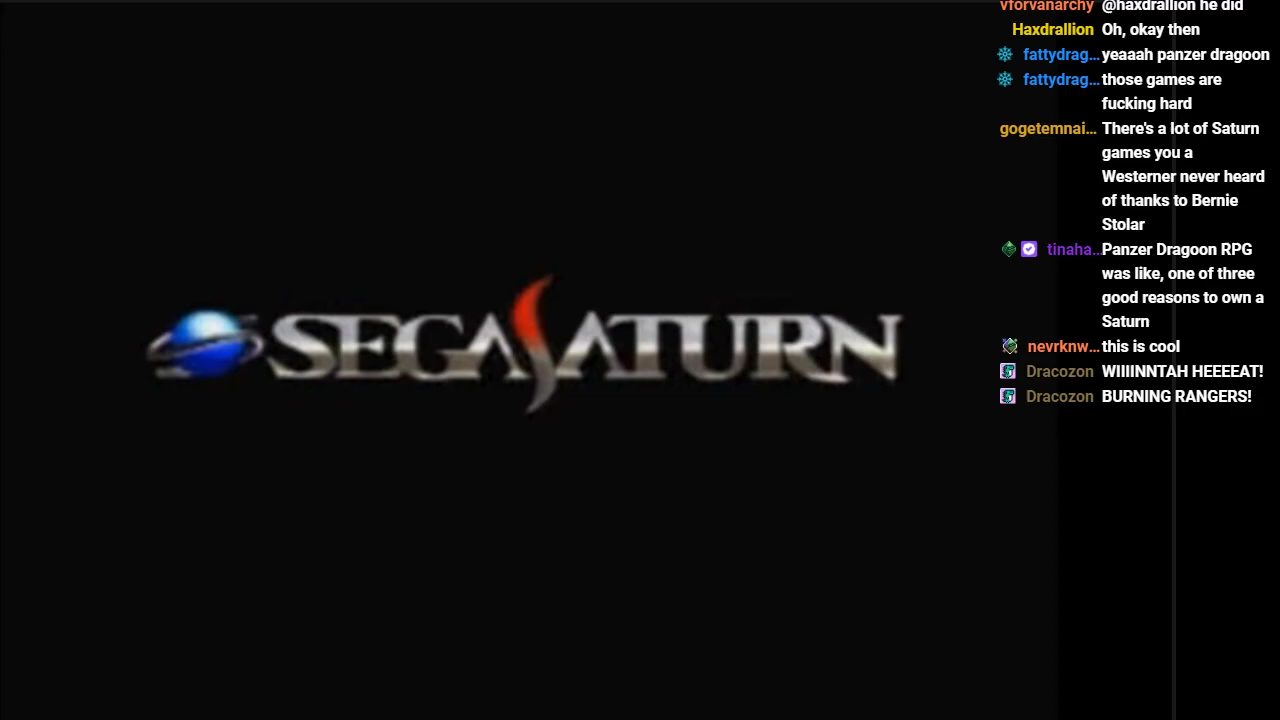 vforvanarchy @haxdrallion he did
Haxdrallion Oh, okay then
fattydrag... yeaaah panzer dragoon
fattydrag... those games are
fucking hard
gogetemnai... There's a lot of Saturn
games you a
Westerner never heard
of thanks to Bernie
Stolar
tinaha... Panzer Dragoon RPG
was like, one of three
good reasons to own a
Saturn
nevrknw... this is cool
Dracozon WIIIINNTAH HEEEEAT!
Dracozon BURNING RANGERS!
SEGA SATURN